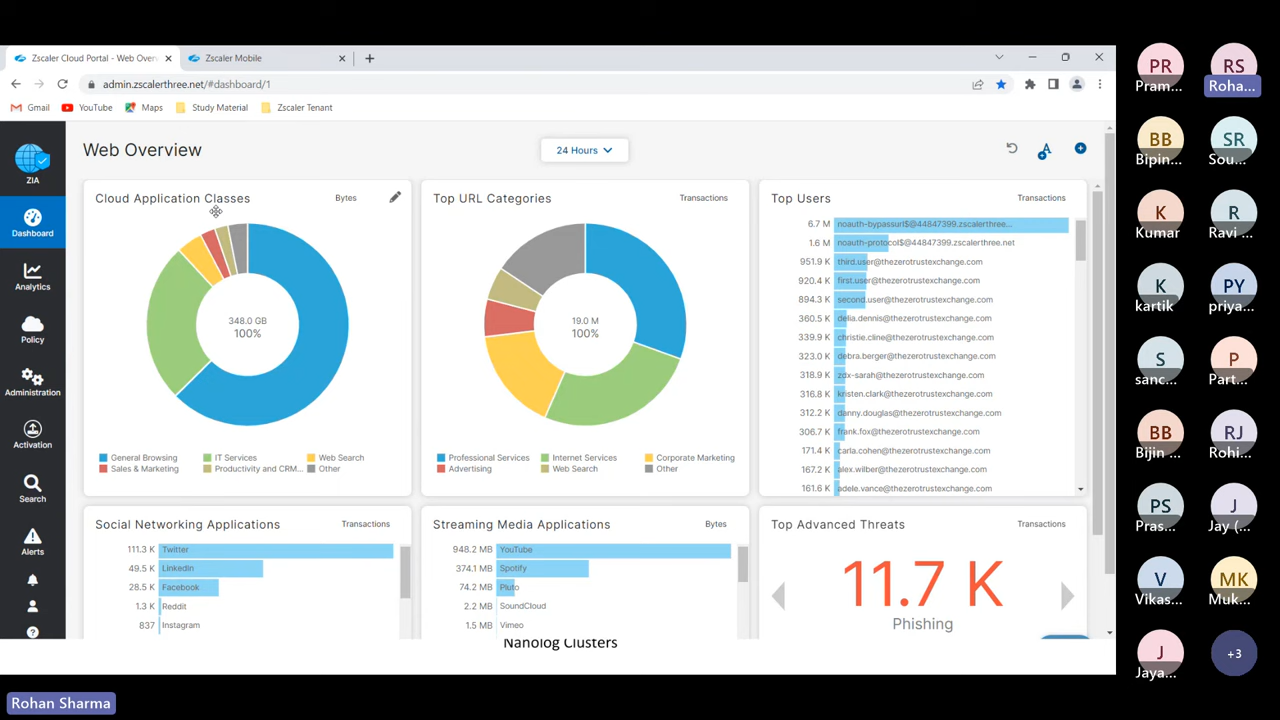 Zscaler Cloud Portal - Web Over
Zscaler Mobile
admin.zscalerthree.net/#dashboard/1
Gmail
YouTube
Maps
Study Material
Zscaler Tenant
ZIA
Dashboard
Analytics
Policy
Administration
Activation
Search
Alerts
Web Overview
24 Hours
Cloud Application Classes
Bytes
348.0 GB
100%
General Browsing
IT Services
Web Search
Sales & Marketing
Productivity and CRM...
Other
Top URL Categories
Transactions
19.0 M
100%
Professional Services
Internet Services
Corporate Marketing
Advertising
Web Search
Other
Top Users
Transactions
6.7 M noauth-bypassurl$@44847399.zscalerthree...
1.6 M noauth-protocol$@44847399.zscalerthree.net
951.9 K third.user@thezerotrustexchange.com
920.4 K first.user@thezerotrustexchange.com
894.3 K second.user@thezerotrustexchange.com
360.5 K delia.dennis@thezerotrustexchange.com
339.9 K christie.cline@thezerotrustexchange.com
323.0 K debra.berger@thezerotrustexchange.com
318.9 K zdx-sarah@thezerotrustexchange.com
316.8 K kristen.clark@thezerotrustexchange.com
312.2 K danny.douglas@thezerotrustexchange.com
306.7 K frank.fox@thezerotrustexchange.com
171.4 K carla.cohen@thezerotrustexchange.com
167.2 K alex.wilber@thezerotrustexchange.com
161.6 K adele.vance@thezerotrustexchange.com
Social Networking Applications
Transactions
111.3 K Twitter
49.5 K LinkedIn
28.5 K Facebook
1.3 K Reddit
837 Instagram
Streaming Media Applications
Bytes
948.2 MB YouTube
374.1 MB Spotify
74.2 MB Pluto
2.2 MB SoundCloud
1.5 MB Vimeo
Top Advanced Threats
Transactions
11.7 K
Phishing
Nanolog Clusters
Rohan Sharma
PR
Pram...
RS
Roha...
BB
Bipin...
SR
Sou...
K
Kumar
R
Ravi ...
K
kartik
PY
priya...
S
sanc...
P
Part...
BB
Bijin ...
RJ
Rohi...
PS
Pras...
J
Jay (...
V
Vikas...
MK
Muk...
J
Jaya...
+3